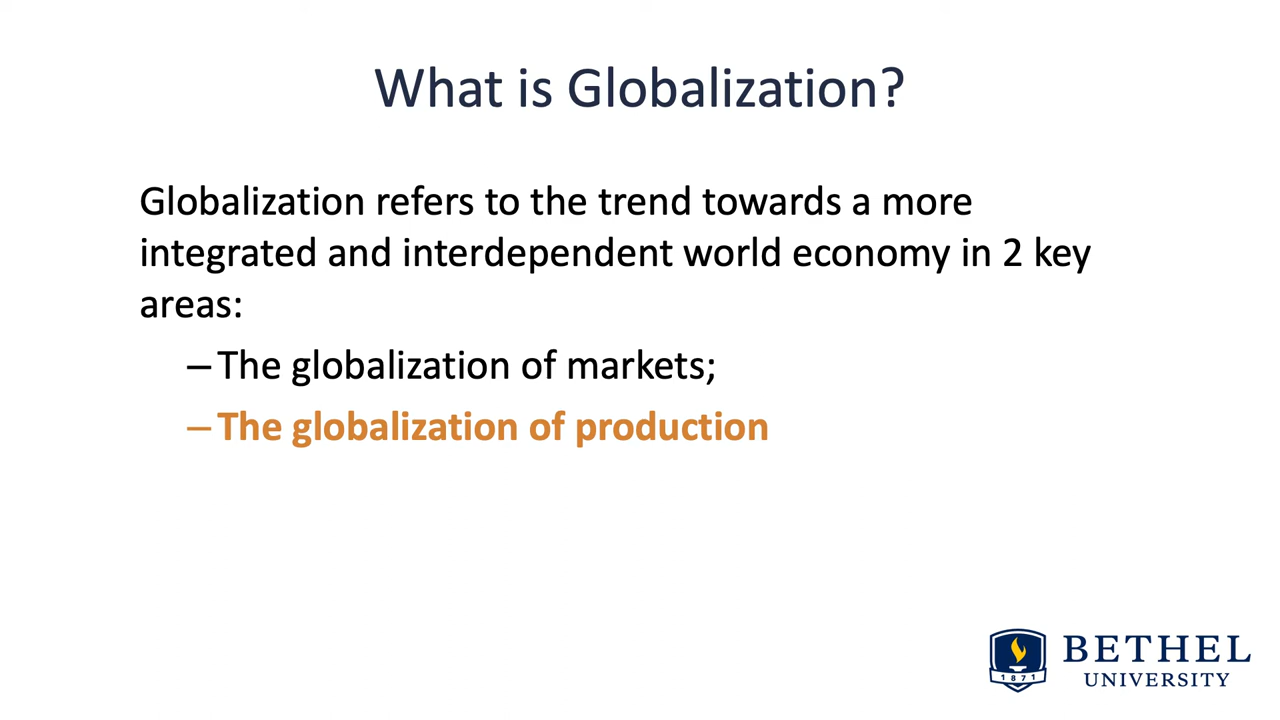 What is Globalization?
Globalization refers to the trend towards a more
integrated and interdependent world economy in 2 key
areas:
– The globalization of markets;
– The globalization of production
1871
BETHEL
UNIVERSITY